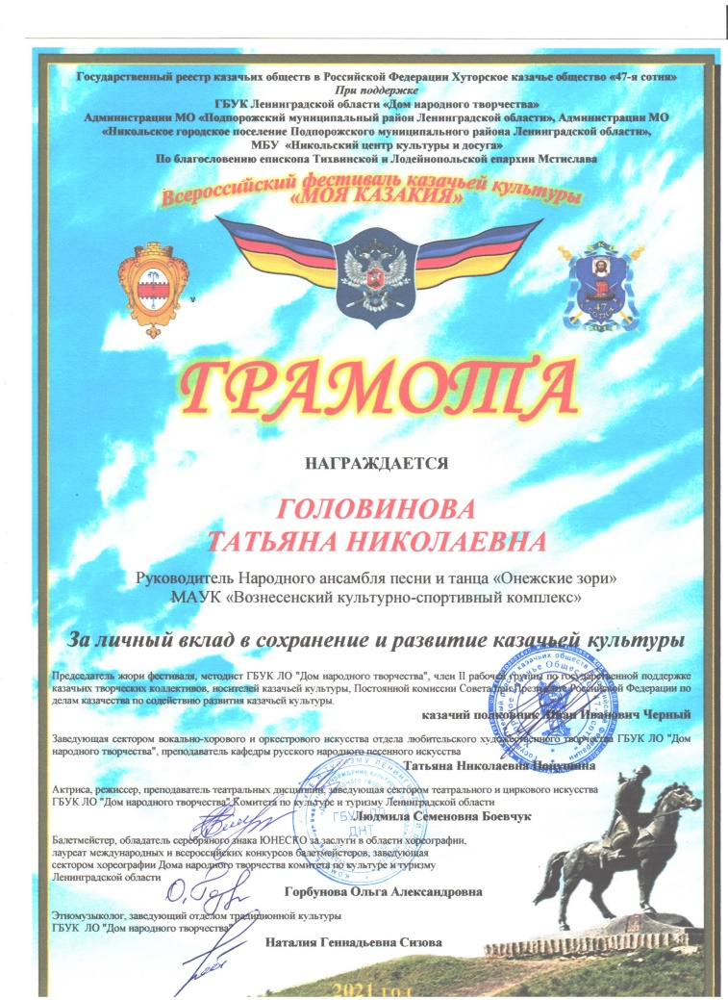 Государственный реестр казачьих обществ в Российской Федерации Хуторское казачье общество «47-я сотня»
При поддержке
ГБУК Ленинградской области «Дом народного творчества»
Администрации МО «Подпорожский муниципальный район Ленинградской области», Администрации МО
«Никольское городское поселение Подпорожского муниципального района Ленинградской области»,
МБУ «Никольский центр культуры и досуга»
По благословению епископа Тихвинской и Лодейнопольской епархии Мстислава
Всероссийский фестиваль казачьей культуры
«МОЯ КАЗАКИЯ»
47
СОТНЯ
ГРАМОТА
НАГРАЖДАЕТСЯ
ГОЛОВИНОВА
ТАТЬЯНА НИКОЛАЕВНА
Руководитель Народного ансамбля песни и танца «Онежские зори»
МАУК «Вознесенский культурно-спортивный комплекс»
За личный вклад в сохранение и развитие казачьей культуры
Председатель жюри фестиваля, методист ГБУК ЛО "Дом народного творчества", член II рабочей группы по государственной поддержке
казачьих творческих коллективов, носителей казачьей культуры, Постоянной комиссии Совета при Президенте Российской Федерации по
делам казачества по содействию развития казачьей культуры.
казачий полковник Иван Иванович Черный
Заведующая сектором вокально-хорового и оркестрового искусства отдела любительского художественного творчества ГБУК ЛО "Дом
народного творчества", преподаватель кафедры русского народного песенного искусства
Татьяна Николаевна
Актриса, режиссер, преподаватель театральных дисциплин, заведующая сектором театрального и циркового искусства
ГБУК ЛО "Дом народного творчества" Комитета по культуре и туризму Ленинградской области
Людмила Семеновна Боевчук
ГБУК ЛО
ДНТ
Балетмейстер, обладатель серебряного знака ЮНЕСКО за заслуги в области хореографии,
лауреат международных и всероссийских конкурсов балетмейстеров, заведующая
сектором хореографии Дома народного творчества комитета по культуре и туризму
Ленинградской области
Горбунова Ольга Александровна
Этномузыколог, заведующий отделом традиционной культуры
ГБУК ЛО "Дом народного творчества"
Наталия Геннадьевна Сизова
2021 год